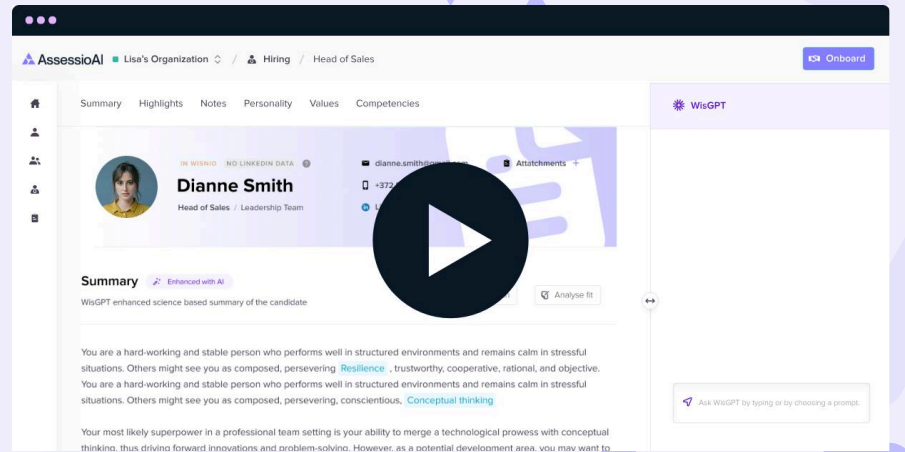 AssessioAI Lisa's Organization / Hiring / Head of Sales Onboard
Summary Highlights Notes Personality Values Competencies
WisGPT
IN WISNIO NO LINKEDIN DATA ?
dianne.smith@
Attatchments +
Dianne Smith
+372
Head of Sales / Leadership Team
in
Summary Enhanced with AI
WisGPT enhanced science based summary of the candidate
Analyse fit
You are a hard-working and stable person who performs well in structured environments and remains calm in stressful
situations. Others might see you as composed, persevering Resilience , trustworthy, cooperative, rational, and objective.
You are a hard-working and stable person who performs well in structured environments and remains calm in stressful
situations. Others might see you as composed, persevering, conscientious, Conceptual thinking
Your most likely superpower in a professional team setting is your ability to merge a technological prowess with conceptual
thinking, thus driving forward innovations and problem-solving. However, as a potential development area, you may want to
Ask WisGPT by typing or by choosing a prompt.